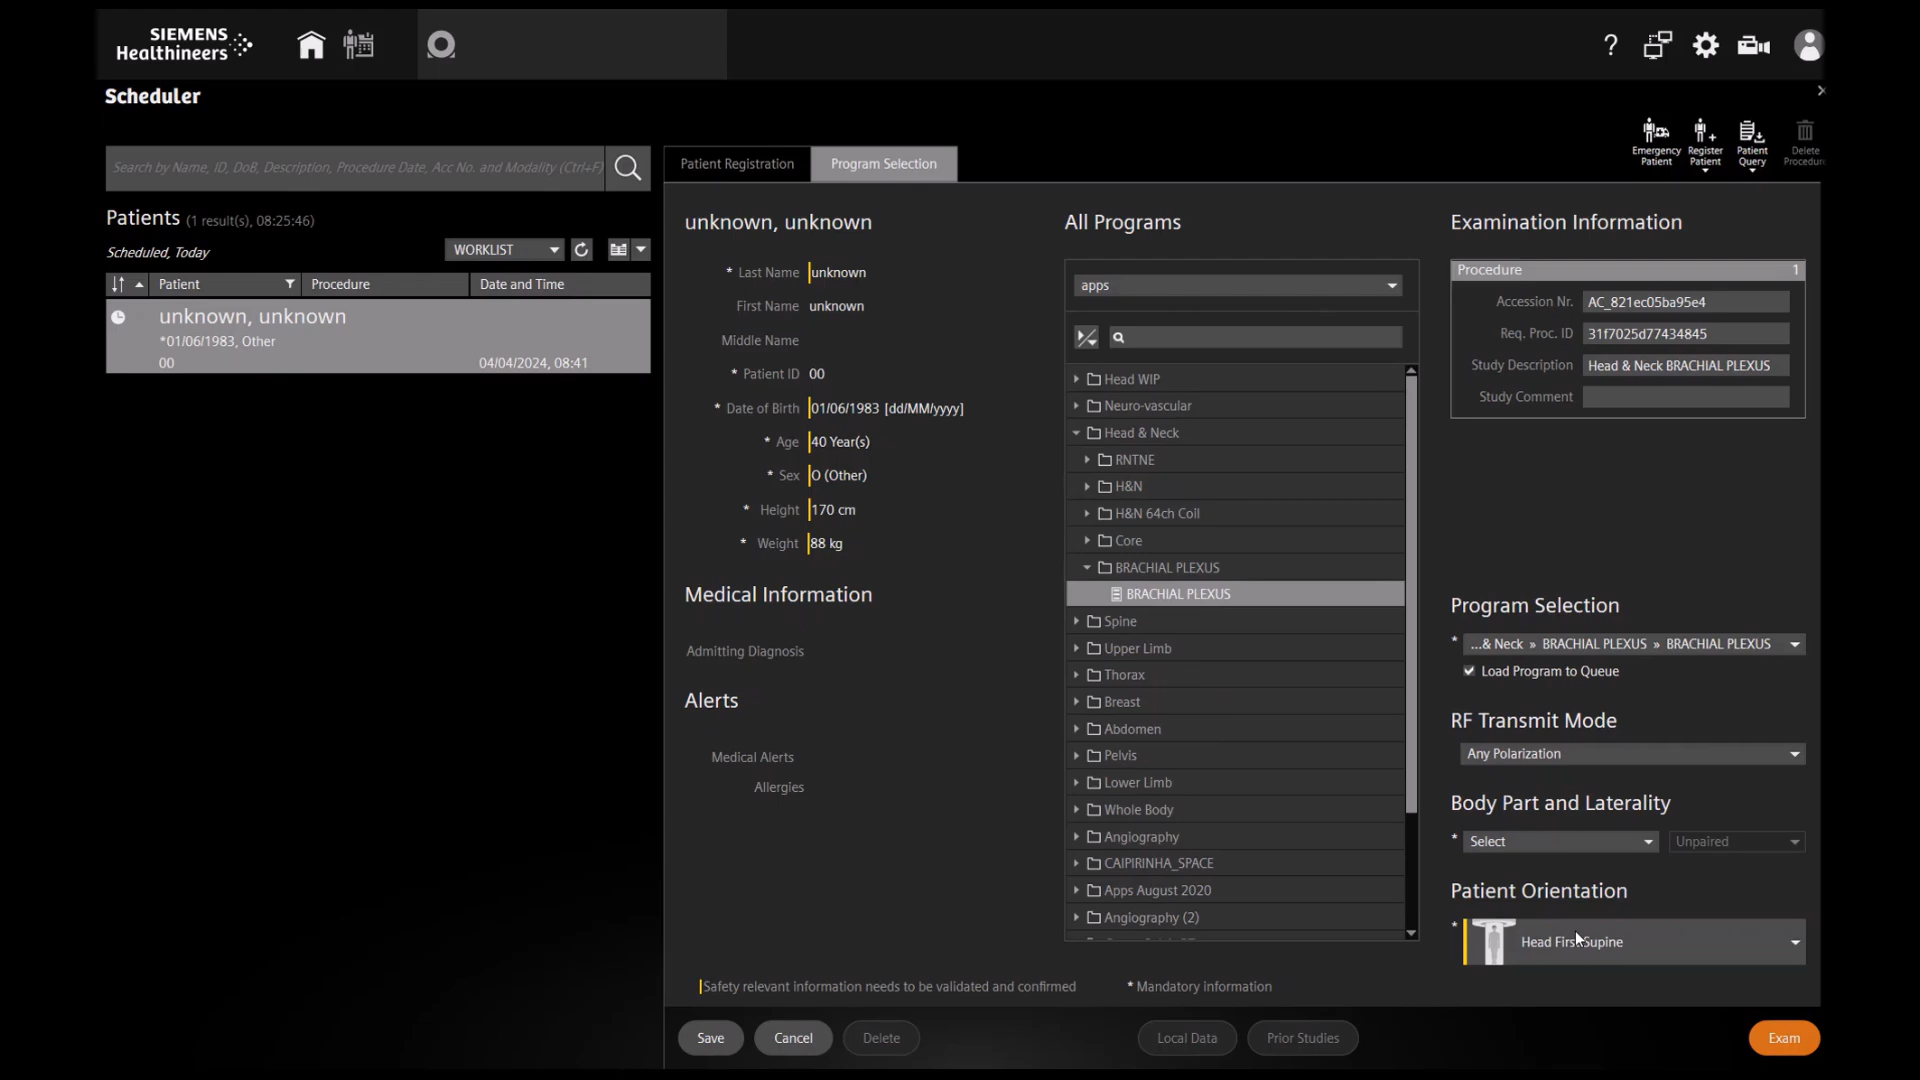 SIEMENS
Healthineers
?
Scheduler
Emergency Patient
Register Patient
Patient Query
Delete Procedur
Search by Name, ID, DoB, Description, Procedure Date, Acc No. and Modality (Ctrl+F)
Patient Registration
Program Selection
Patients (1 result(s), 08:25:46)
Scheduled, Today
WORKLIST
Patient
Procedure
Date and Time
unknown, unknown
*01/06/1983, Other
00
04/04/2024, 08:41
unknown, unknown
* Last Name unknown
First Name unknown
Middle Name
* Patient ID 00
* Date of Birth 01/06/1983 [dd/MM/yyyy]
* Age 40 Year(s)
* Sex O (Other)
* Height 170 cm
* Weight 88 kg
Medical Information
Admitting Diagnosis
Alerts
Medical Alerts
Allergies
All Programs
apps
Head WIP
Neuro-vascular
Head & Neck
RNTNE
H&N
H&N 64ch Coil
Core
BRACHIAL PLEXUS
BRACHIAL PLEXUS
Spine
Upper Limb
Thorax
Breast
Abdomen
Pelvis
Lower Limb
Whole Body
Angiography
CAIPIRINHA_SPACE
Apps August 2020
Angiography (2)
Examination Information
Procedure 1
Accession Nr. AC_821ec05ba95e4
Req. Proc. ID 31f7025d77434845
Study Description Head & Neck BRACHIAL PLEXUS
Study Comment
Program Selection
* ...& Neck » BRACHIAL PLEXUS » BRACHIAL PLEXUS
Load Program to Queue
RF Transmit Mode
Any Polarization
Body Part and Laterality
* Select
Unpaired
Patient Orientation
* Head First Supine
Safety relevant information needs to be validated and confirmed
* Mandatory information
Save
Cancel
Delete
Local Data
Prior Studies
Exam